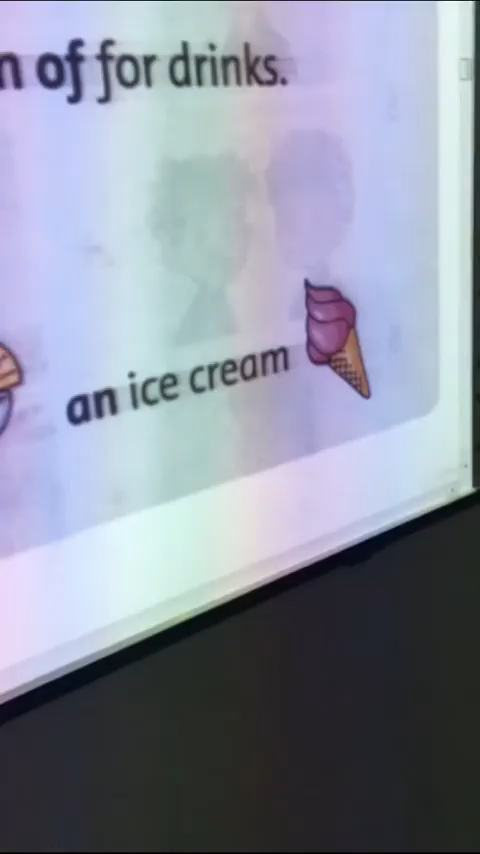 of for drinks.
an ice cream